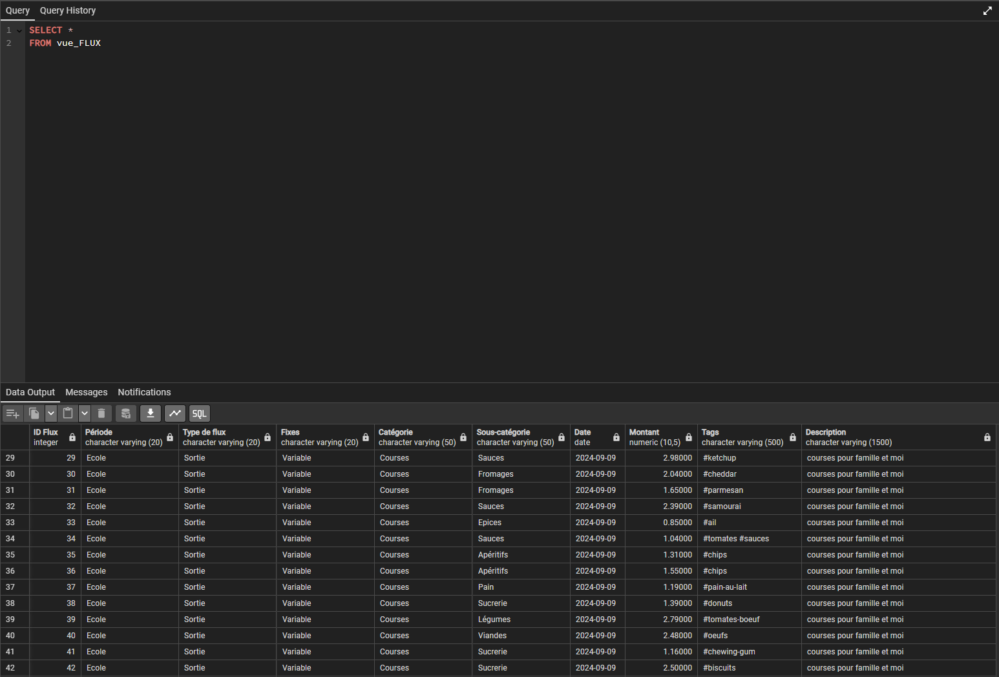 Query Query History
1 SELECT *
2 FROM vue_FLUX
Data Output Messages Notifications
SQL
ID Flux Période Type de flux Fixes Catégorie Sous-catégorie Date Montant Tags Description
integer character varying (20) character varying (20) character varying (20) character varying (50) character varying (50) date numeric (10,5) character varying (500) character varying (1500)
29 29 Ecole Sortie Variable Courses Sauces 2024-09-09 2.98000 #ketchup courses pour famille et moi
30 30 Ecole Sortie Variable Courses Fromages 2024-09-09 2.04000 #cheddar courses pour famille et moi
31 31 Ecole Sortie Variable Courses Fromages 2024-09-09 1.65000 #parmesan courses pour famille et moi
32 32 Ecole Sortie Variable Courses Sauces 2024-09-09 2.39000 #samourai courses pour famille et moi
33 33 Ecole Sortie Variable Courses Epices 2024-09-09 0.85000 #ail courses pour famille et moi
34 34 Ecole Sortie Variable Courses Sauces 2024-09-09 1.04000 #tomates #sauces courses pour famille et moi
35 35 Ecole Sortie Variable Courses Apéritifs 2024-09-09 1.31000 #chips courses pour famille et moi
36 36 Ecole Sortie Variable Courses Apéritifs 2024-09-09 1.55000 #chips courses pour famille et moi
37 37 Ecole Sortie Variable Courses Pain 2024-09-09 1.19000 #pain-au-lait courses pour famille et moi
38 38 Ecole Sortie Variable Courses Sucrerie 2024-09-09 1.39000 #donuts courses pour famille et moi
39 39 Ecole Sortie Variable Courses Légumes 2024-09-09 2.79000 #tomates-boeuf courses pour famille et moi
40 40 Ecole Sortie Variable Courses Viandes 2024-09-09 2.48000 #oeufs courses pour famille et moi
41 41 Ecole Sortie Variable Courses Sucrerie 2024-09-09 1.16000 #chewing-gum courses pour famille et moi
42 42 Ecole Sortie Variable Courses Sucrerie 2024-09-09 2.50000 #biscuits courses pour famille et moi